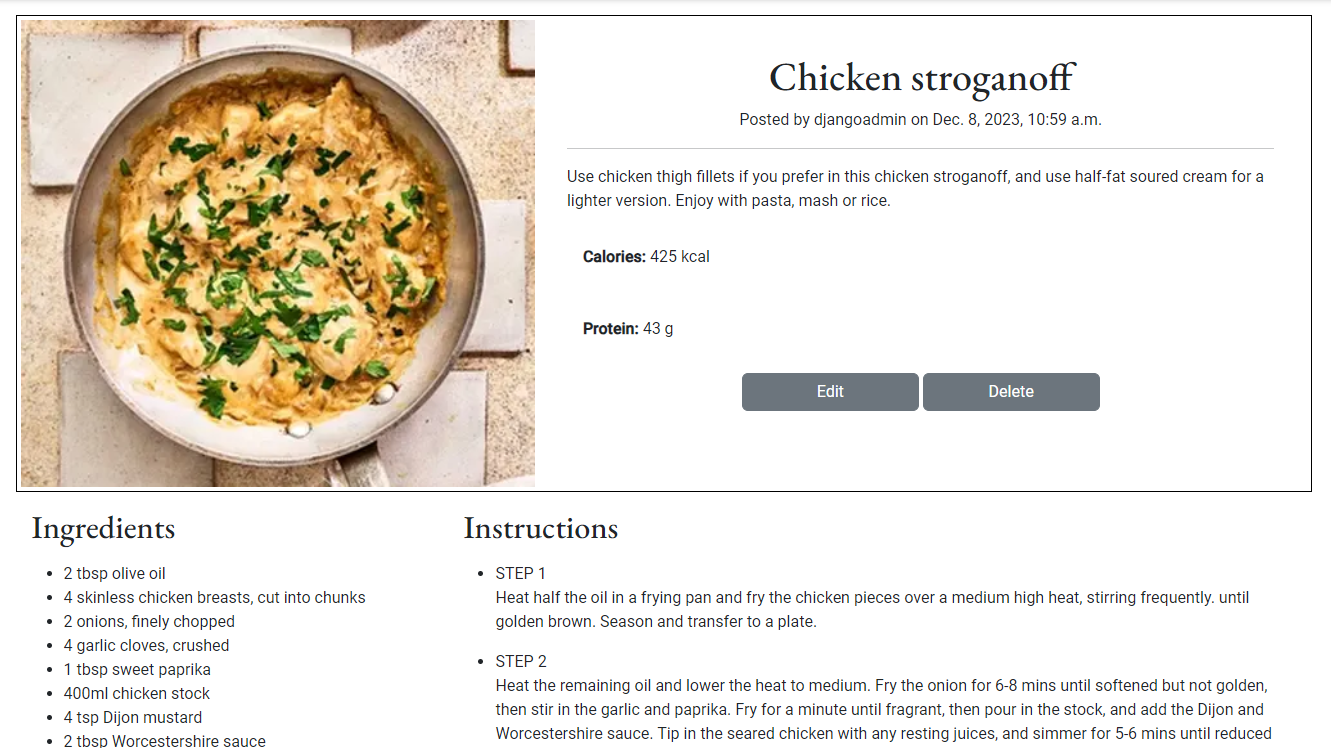 Chicken stroganoff
Posted by djangoadmin on Dec. 8, 2023, 10:59 a.m.
Use chicken thigh fillets if you prefer in this chicken stroganoff, and use half-fat soured cream for a
lighter version. Enjoy with pasta, mash or rice.
Calories: 425 kcal
Protein: 43 g
Edit
Delete
Ingredients
2 tbsp olive oil
4 skinless chicken breasts, cut into chunks
2 onions, finely chopped
4 garlic cloves, crushed
1 tbsp sweet paprika
400ml chicken stock
4 tsp Dijon mustard
2 tbsp Worcestershire sauce
Instructions
STEP 1
Heat half the oil in a frying pan and fry the chicken pieces over a medium high heat, stirring frequently. until
golden brown. Season and transfer to a plate.
STEP 2
Heat the remaining oil and lower the heat to medium. Fry the onion for 6-8 mins until softened but not golden,
then stir in the garlic and paprika. Fry for a minute until fragrant, then pour in the stock, and add the Dijon and
Worcestershire sauce. Tip in the seared chicken with any resting juices, and simmer for 5-6 mins until reduced